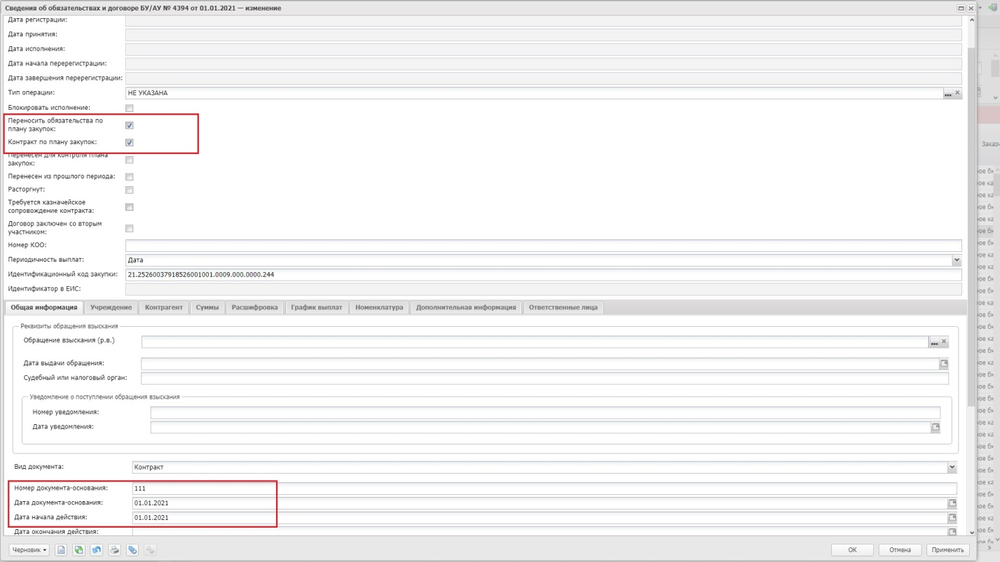 Сведения об обязательствах и договоре БУ/АУ № 4394 от 01.01.2021 — изменение
Дата регистрации:
Дата принятия:
Дата исполнения:
Дата начала перерегистрации:
Дата завершения перерегистрации:
Тип операции: НЕ УКАЗАНА
Блокировать исполнение:
Переносить обязательства по
плану закупок:
Контракт по плану закупок:
Перенесен для контроля плана
закупок:
Перенесен из прошлого периода:
Расторгнут:
Требуется казначейское
сопровождение контракта:
Договор заключен со вторым
участником:
Номер КОО:
Периодичность выплат: Дата
Идентификационный код закупки: 21.25260037918526001001.0009.000.0000.244
Идентификатор в ЕИС:
Общая информация Учреждение Контрагент Суммы Расшифровка График выплат Номенклатура Дополнительная информация Ответственные лица
Реквизиты обращения взыскания
Обращение взыскания (р.в.)
Дата выдачи обращения:
Судебный или налоговый орган:
Уведомление о поступлении обращения взыскания
Номер уведомления:
Дата уведомления:
Вид документа: Контракт
Номер документа-основания: 111
Дата документа-основания: 01.01.2021
Дата начала действия: 01.01.2021
Дата окончания действия:
Черновик ОК Отмена Применить